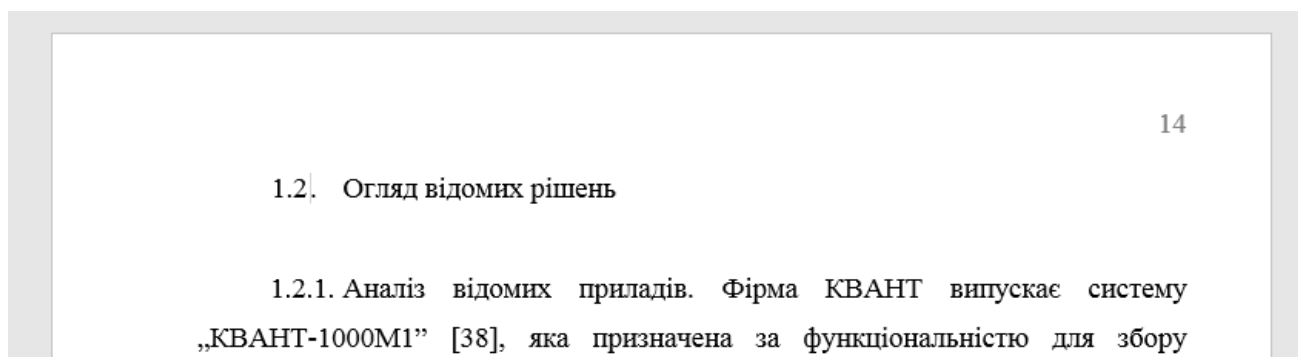 14
1.2. Огляд відомих рішень
1.2.1. Аналіз відомих приладів. Фірма КВАНТ випускає систему
„КВАНТ-1000М1” [38], яка призначена за функціональністю для збору